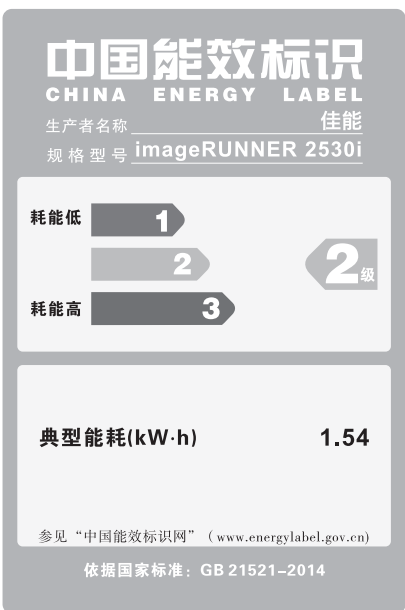 中国能效标识
CHINA ENERGY LABEL
生产者名称 佳能
规格型号 imageRUNNER 2530i
耗能低 1
2
2级
耗能高 3
典型能耗(kW·h) 1.54
参见“中国能效标识网”(www.energylabel.gov.cn)
依据国家标准：GB 21521-2014